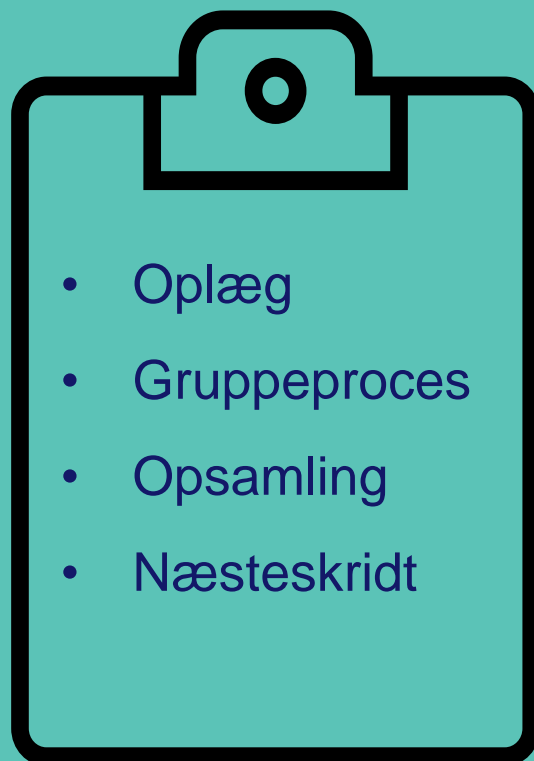 • Oplæg
• Gruppeproces
• Opsamling
• Næsteskridt